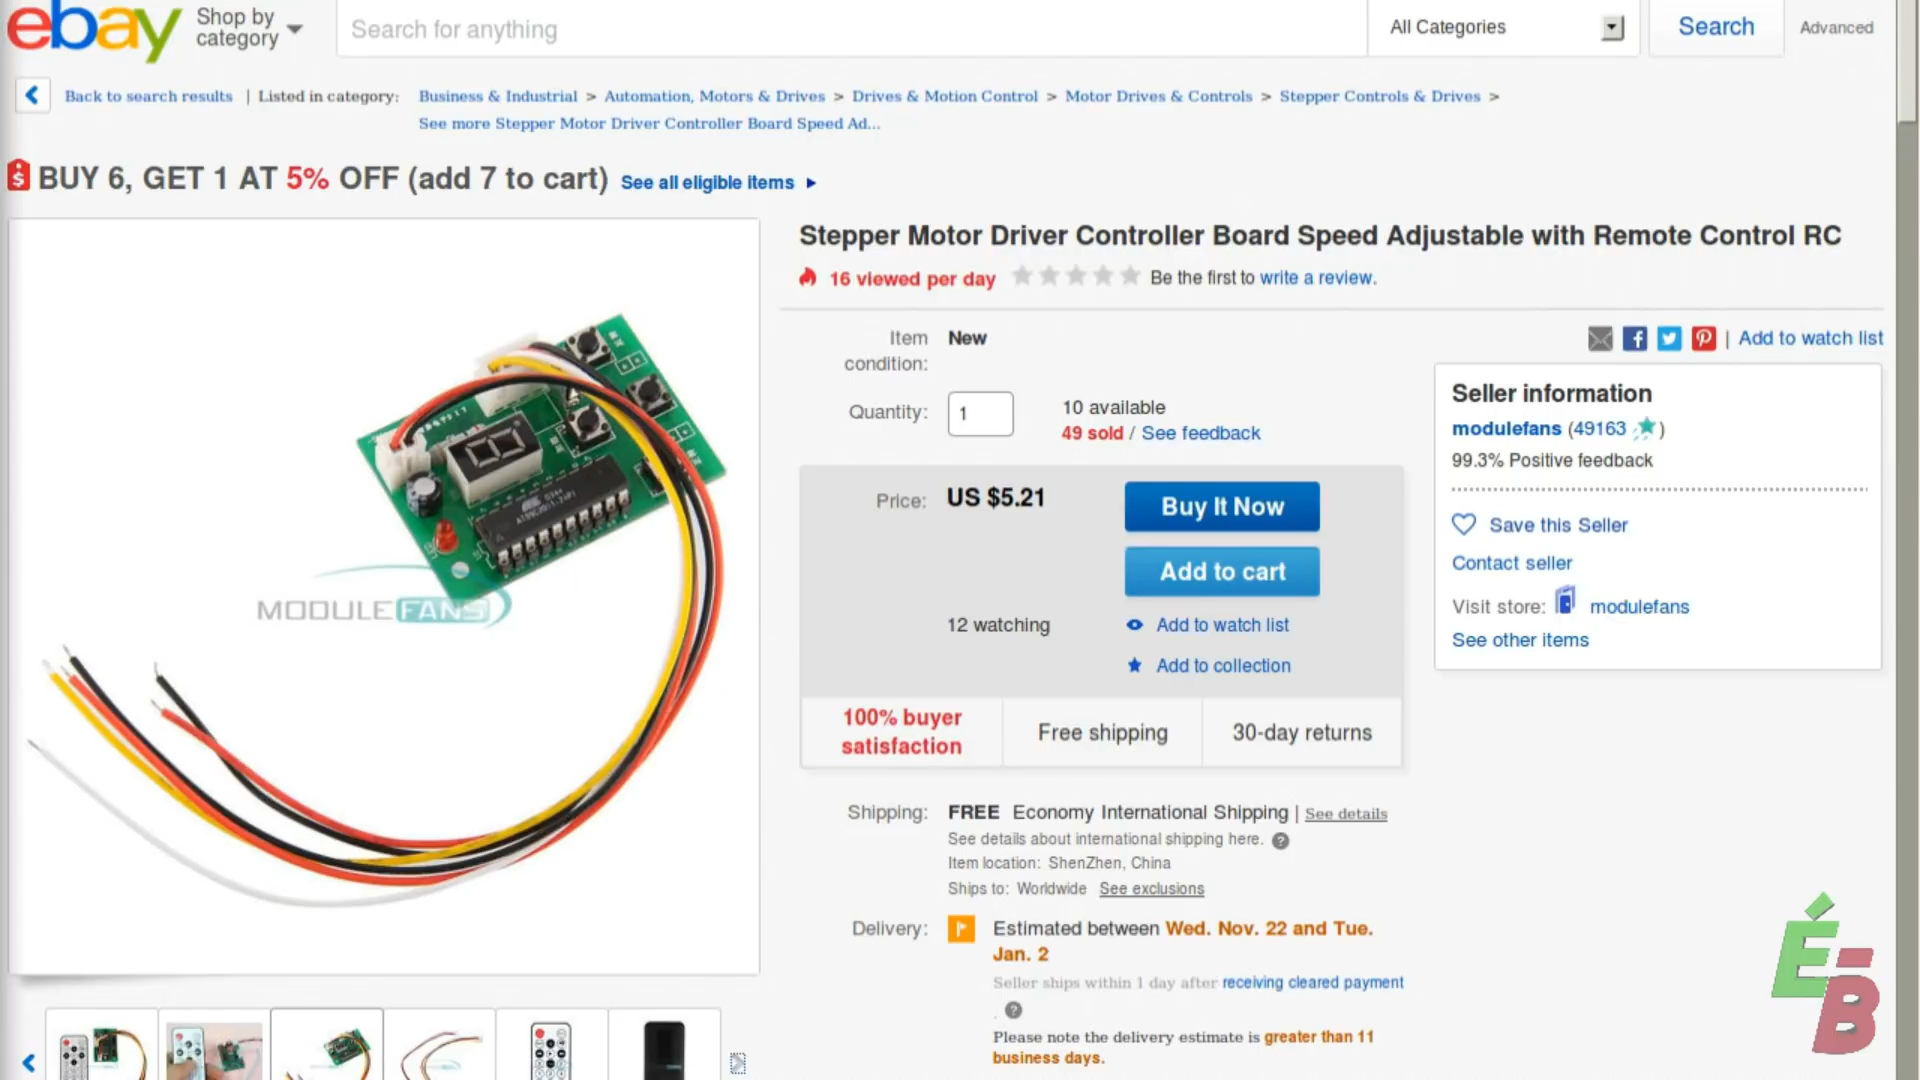 ebay
Shop by category
Search for anything
All Categories
Search
Advanced
Back to search results | Listed in category: Business & Industrial > Automation, Motors & Drives > Drives & Motion Control > Motor Drives & Controls > Stepper Controls & Drives >
See more Stepper Motor Driver Controller Board Speed Ad...
$ BUY 6, GET 1 AT 5% OFF (add 7 to cart) See all eligible items
Stepper Motor Driver Controller Board Speed Adjustable with Remote Control RC
16 viewed per day Be the first to write a review.
Item condition: New
| Add to watch list
Quantity: 1
10 available
49 sold / See feedback
Price: US $5.21
Buy It Now
Add to cart
12 watching
Add to watch list
Add to collection
100% buyer satisfaction
Free shipping
30-day returns
Seller information
modulefans (49163 )
99.3% Positive feedback
Save this Seller
Contact seller
Visit store: modulefans
See other items
MODULEFANS
Shipping: FREE Economy International Shipping | See details
See details about international shipping here. ?
Item location: ShenZhen, China
Ships to: Worldwide See exclusions
Delivery: Estimated between Wed. Nov. 22 and Tue.
Jan. 2
Seller ships within 1 day after receiving cleared payment
. ?
Please note the delivery estimate is greater than 11
business days.
ÉB